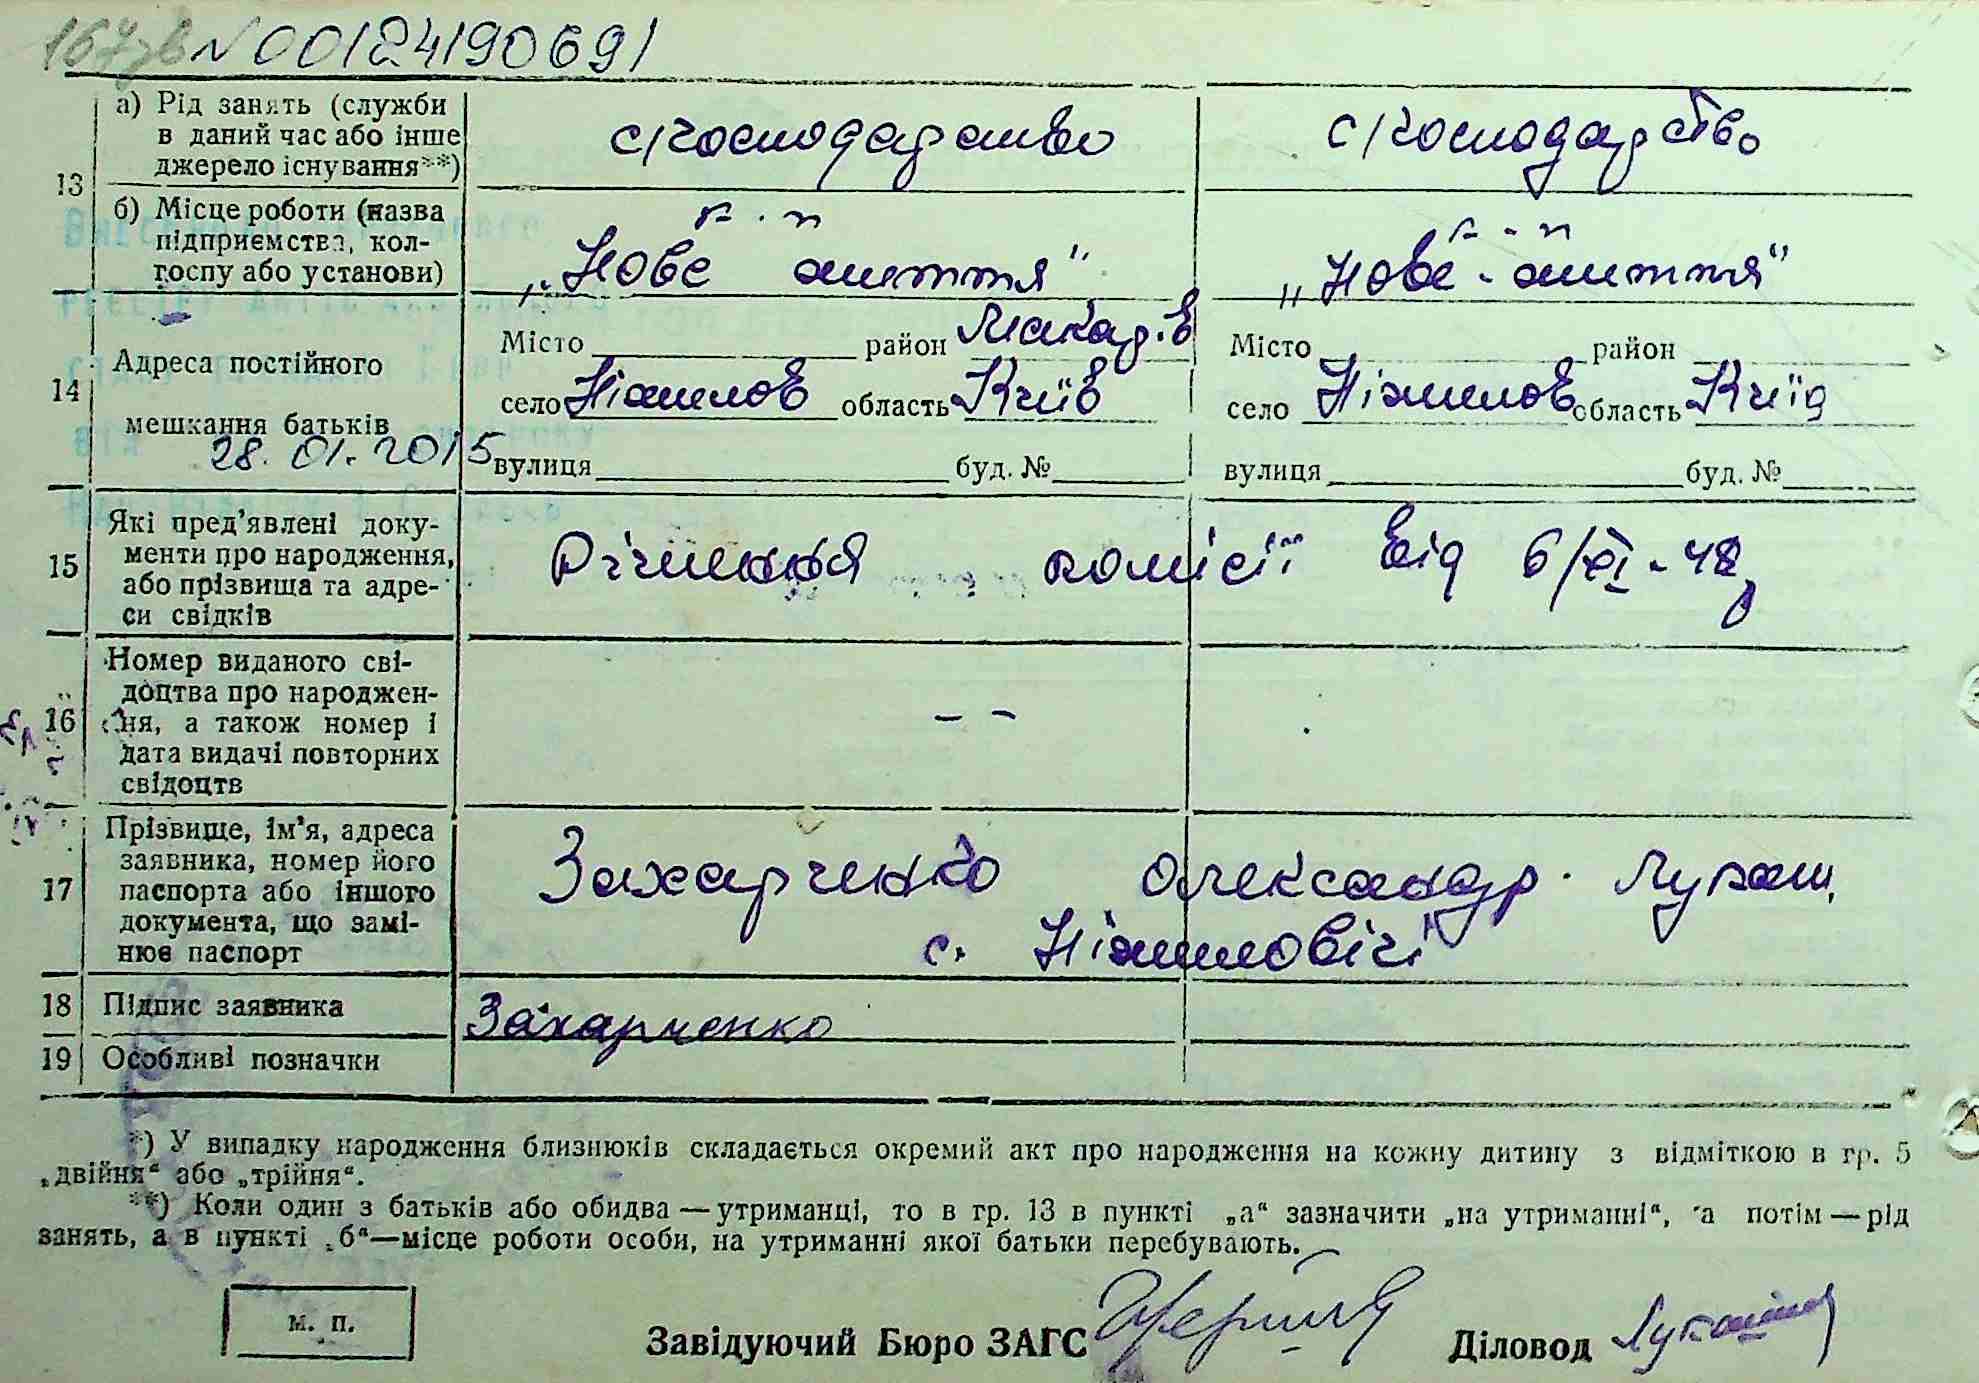 167зв N 00124190691
13 а) Рід занять (служби в даний час або інше джерело існування**) с/господарство с/господарство
б) Місце роботи (назва підприємства, колгоспу або установи) к-п к-п
„Нове життя" „Нове-життя"
14 Адреса постійного мешкання батьків
Місто район Макар.в Місто район
село Ніжилов область Київ село Ніжилов область Київ
28.01.2015
вулиця буд. № вулиця буд. №
15 Які пред'явлені документи про народження, або прізвища та адреси свідків Рішення комісії від 6/XI-48р
16 Номер виданого свідоцтва про народження, а також номер і дата видачі повторних свідоцтв – –
17 Прізвище, ім'я, адреса заявника, номер його паспорта або іншого документа, що замінює паспорт Захарченко Олександр. Лукаш,
с. Ніжиловічі
18 Підпис заявника Захарченко
19 Особливі позначки
*) У випадку народження близнюків складається окремий акт про народження на кожну дитину з відміткою в гр. 5
„двійня“ або „трійня“.
**) Коли один з батьків або обидва — утриманці, то в гр. 13 в пункті „а“ зазначити „на утриманні“, а потім — рід
занять, а в пункті „б“—місце роботи особи, на утриманні якої батьки перебувають.
м. п.
Завідуючий Бюро ЗАГС Діловод